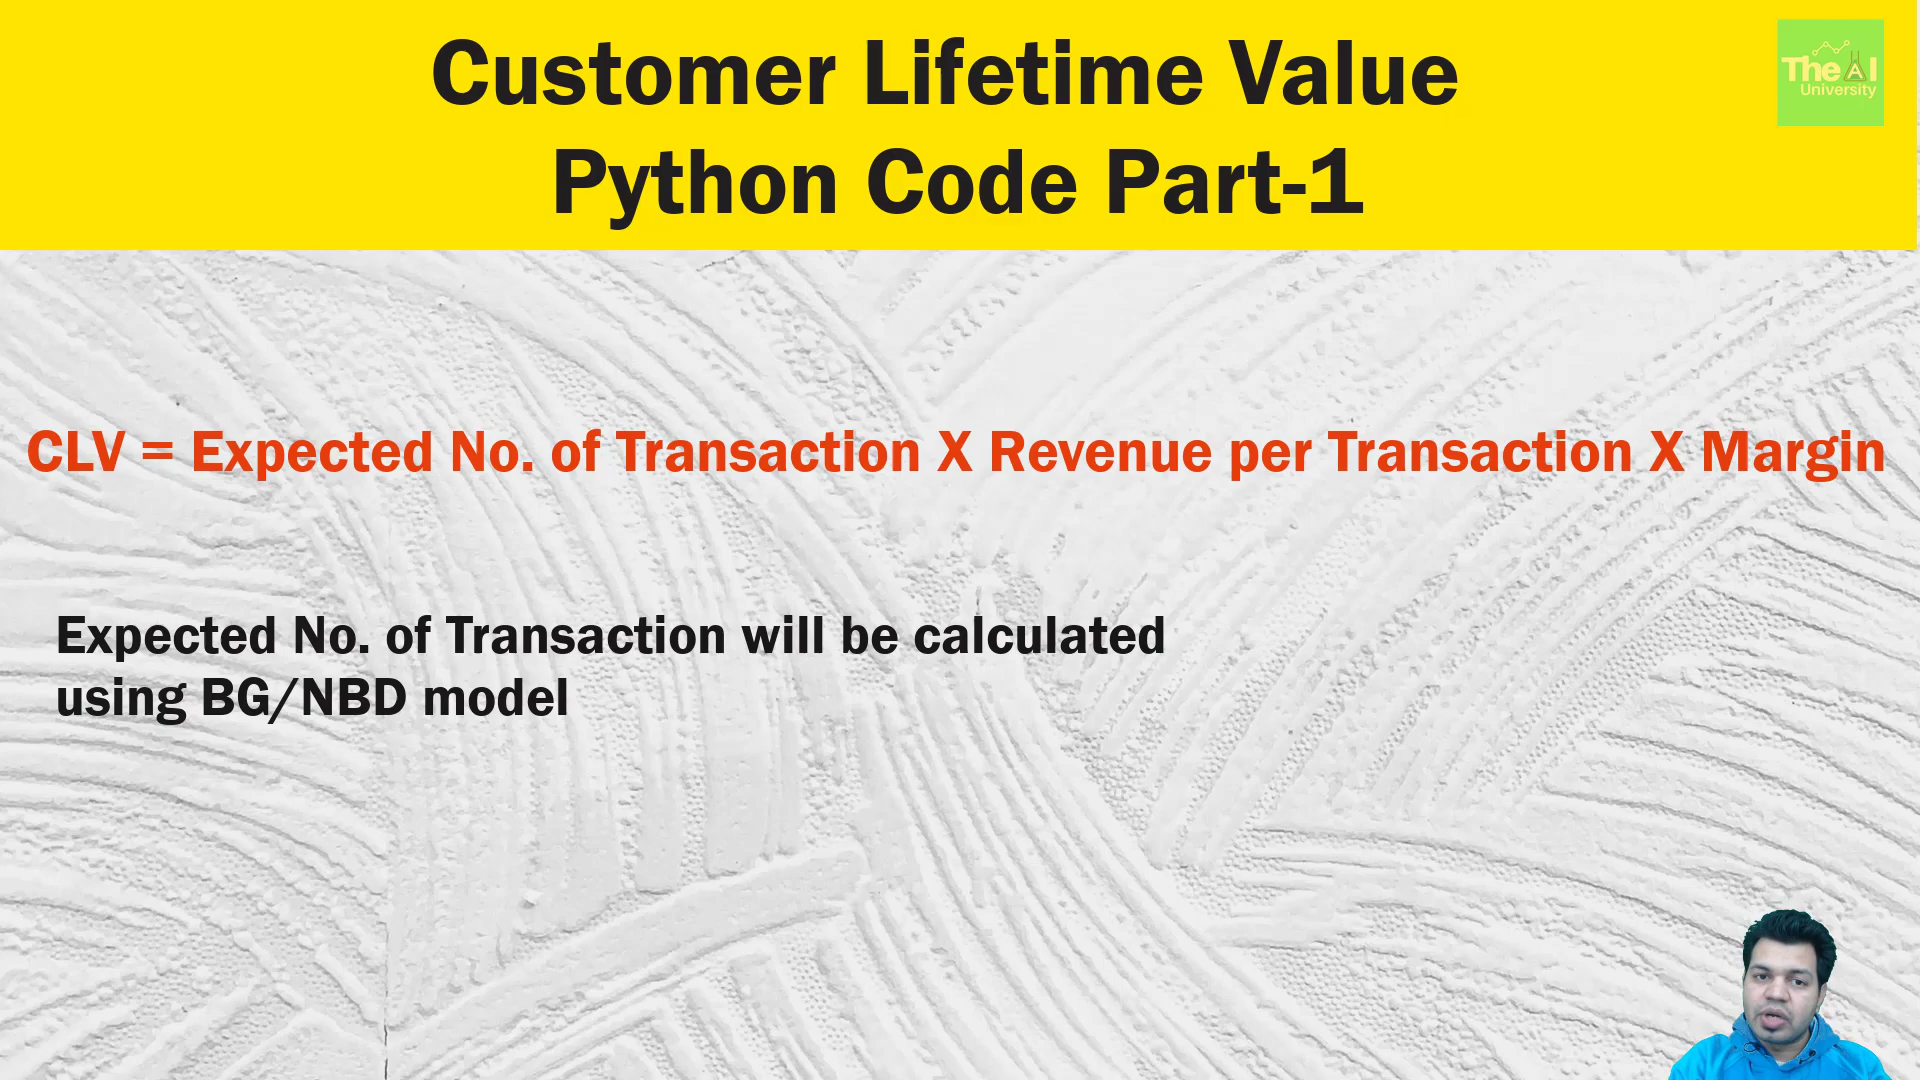 Customer Lifetime Value
Python Code Part-1
The AI
University
CLV = Expected No. of Transaction X Revenue per Transaction X Margin
Expected No. of Transaction will be calculated
using BG/NBD model